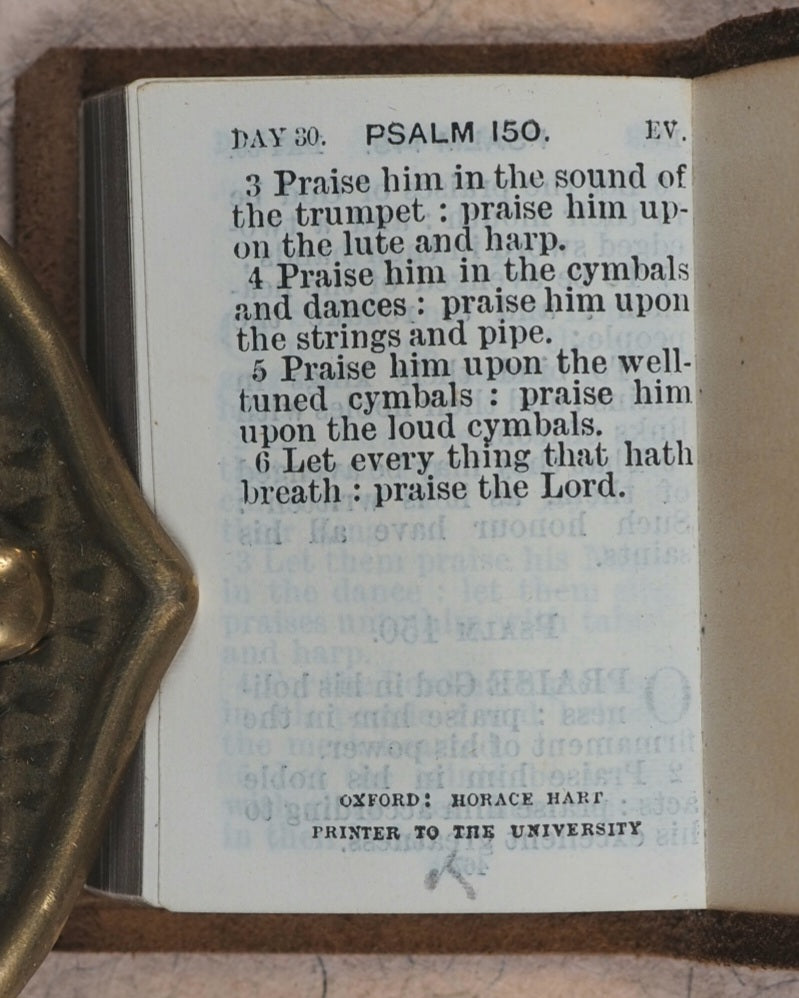 DAY 30. PSALM 150. EV.
3 Praise him in the sound of
the trumpet : praise him up-
on the lute and harp.
4 Praise him in the cymbals
and dances : praise him upon
the strings and pipe.
5 Praise him upon the well-
tuned cymbals : praise him
upon the loud cymbals.
6 Let every thing that hath
breath : praise the Lord.
OXFORD: HORACE HART
PRINTER TO THE UNIVERSITY